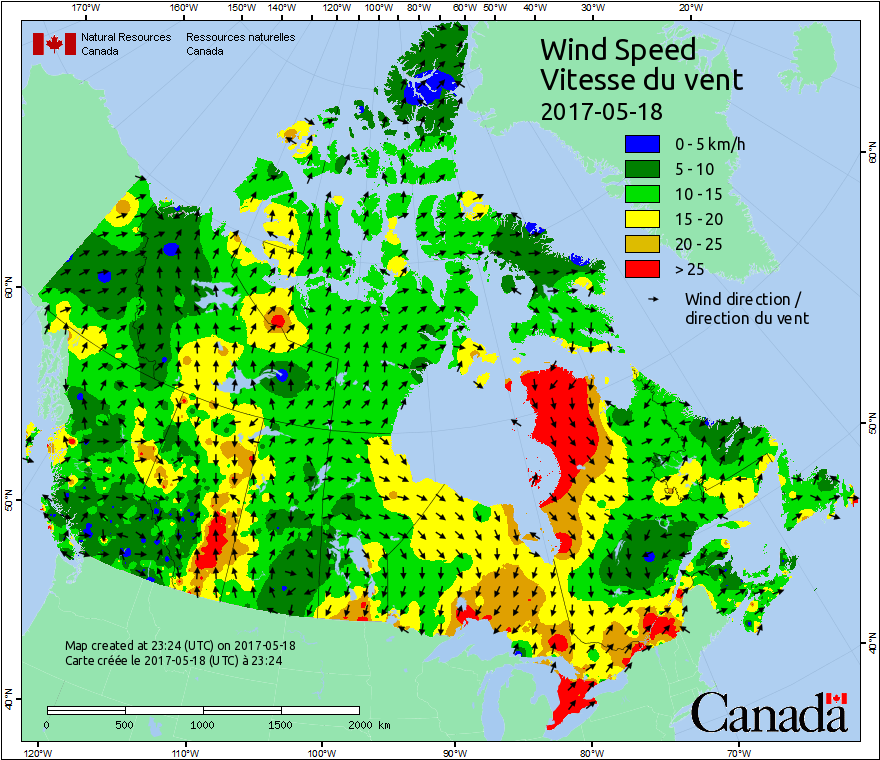 170°W 160°W 150°W 140°W 120°W 100°W 80°W 60°W 50°W 40°W 30°W 20°W
Natural Resources Ressources naturelles
Canada Canada
Wind Speed
Vitesse du vent
2017-05-18
0 - 5 km/h
5 - 10
10 - 15
15 - 20
20 - 25
> 25
Wind direction /
direction du vent
60°N
60°N
50°N
50°N
40°N
40°N
Map created at 23:24 (UTC) on 2017-05-18
Carte créée le 2017-05-18 (UTC) à 23:24
0 500 1000 1500 2000 km
Canada
120°W 110°W 100°W 90°W 80°W 70°W